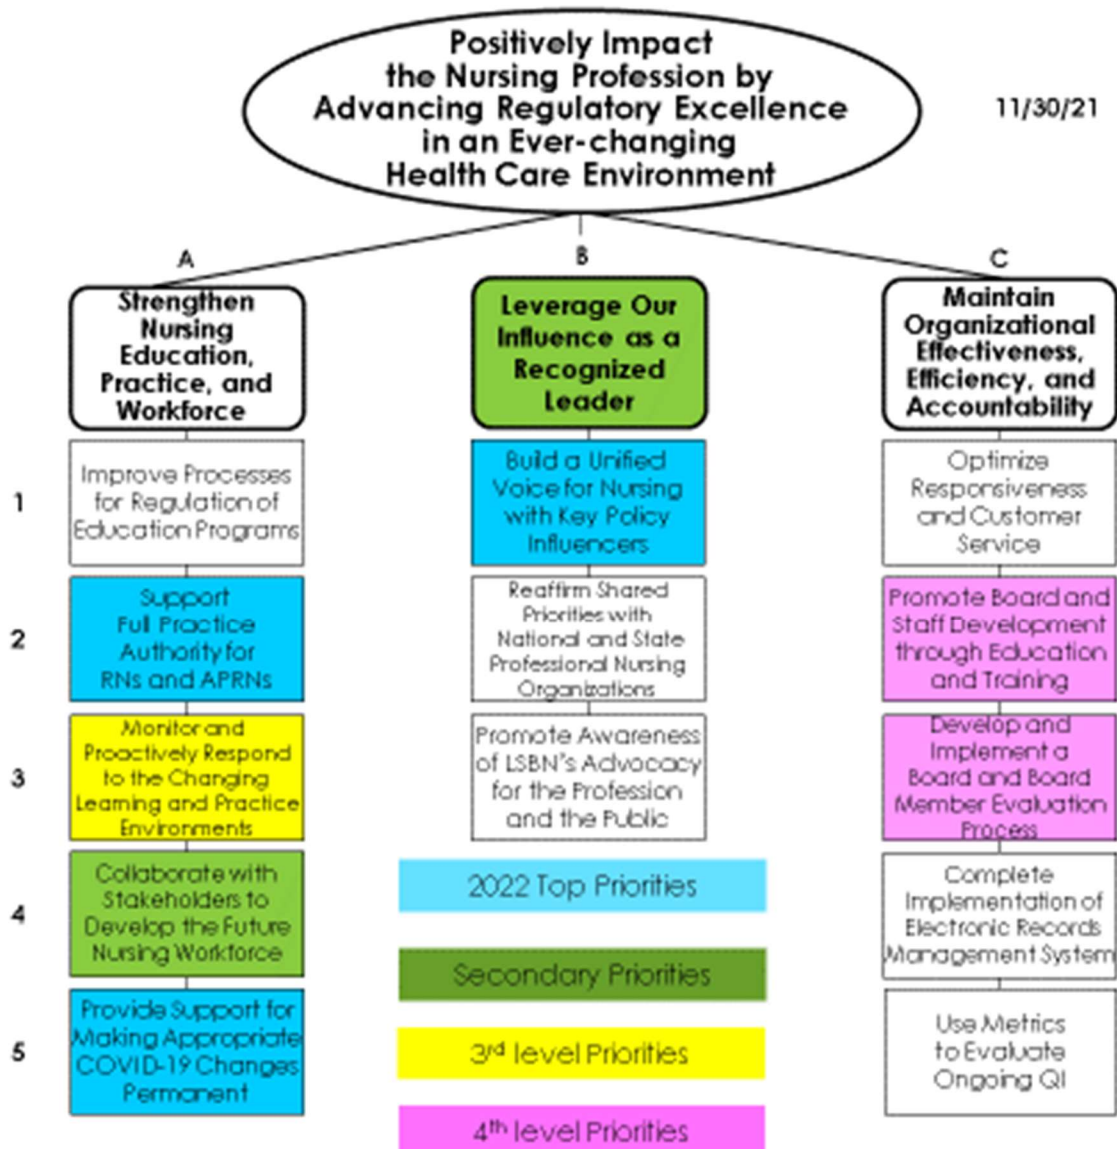 Positively Impact
the Nursing Profession by
Advancing Regulatory Excellence
in an Ever-changing
Health Care Environment
11/30/21
A
B
C
Strengthen
Nursing
Education,
Practice, and
Workforce
Leverage Our
Influence as a
Recognized
Leader
Maintain
Organizational
Effectiveness,
Efficiency, and
Accountability
1
Improve Processes
for Regulation of
Education Programs
Build a Unified
Voice for Nursing
with Key Policy
Influencers
Optimize
Responsiveness
and Customer
Service
2
Support
Full Practice
Authority for
RNs and APRNs
Reaffirm Shared
Priorities with
National and State
Professional Nursing
Organizations
Promote Board and
Staff Development
through Education
and Training
3
Monitor and
Proactively Respond
to the Changing
Learning and Practice
Environments
Promote Awareness
of LSBN's Advocacy
for the Profession
and the Public
Develop and
Implement a
Board and Board
Member Evaluation
Process
4
Collaborate with
Stakeholders to
Develop the Future
Nursing Workforce
Complete
Implementation of
Electronic Records
Management System
5
Provide Support for
Making Appropriate
COVID-19 Changes
Permanent
Use Metrics
to Evaluate
Ongoing QI
2022 Top Priorities
Secondary Priorities
3rd level Priorities
4th level Priorities